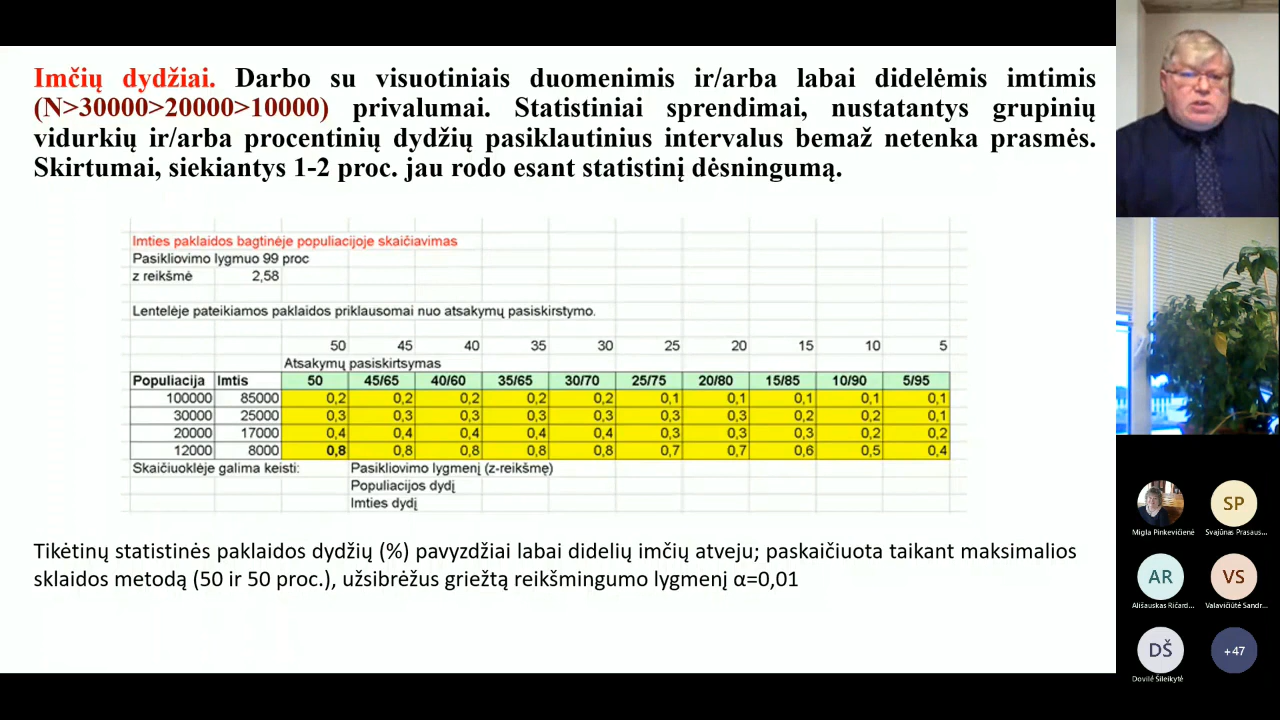 Imčių dydžiai. Darbo su visuotiniais duomenimis ir/arba labai didelėmis imtimis
(N>30000>20000>10000) privalumai. Statistiniai sprendimai, nustatantys grupinių
vidurkių ir/arba procentinių dydžių pasiklautinius intervalus bemaž netenka prasmės.
Skirtumai, siekiantys 1-2 proc. jau rodo esant statistinį dėsningumą.
Imties paklaidos bagtinėje populiacijoje skaičiavimas
Pasikliovimo lygmuo 99 proc
z reikšmė 2,58
Lentelėje pateikiamos paklaidos priklausomai nuo atsakymų pasiskirstymo.
50 45 40 35 30 25 20 15 10 5
Atsakymų pasiskirtsymas
Populiacija Imtis 50 45/65 40/60 35/65 30/70 25/75 20/80 15/85 10/90 5/95
100000 85000 0,2 0,2 0,2 0,2 0,2 0,1 0,1 0,1 0,1 0,1
30000 25000 0,3 0,3 0,3 0,3 0,3 0,3 0,3 0,2 0,2 0,1
20000 17000 0,4 0,4 0,4 0,4 0,4 0,3 0,3 0,3 0,2 0,2
12000 8000 0,8 0,8 0,8 0,8 0,8 0,7 0,7 0,6 0,5 0,4
Skaičiuoklėje galima keisti: Pasikliovimo lygmenį (z-reikšmę)
Populiacijos dydį
Imties dydį
Tikėtinų statistinės paklaidos dydžių (%) pavyzdžiai labai didelių imčių atveju; paskaičiuota taikant maksimalios
sklaidos metodą (50 ir 50 proc.), užsibrėžus griežtą reikšmingumo lygmenį α=0,01
Migla Pinkevičienė
SP
Svajūnas Prasaus...
AR
Ališauskas Ričard...
VS
Valavičiūtė Sandr...
DŠ
Dovilė Šileikytė
+47